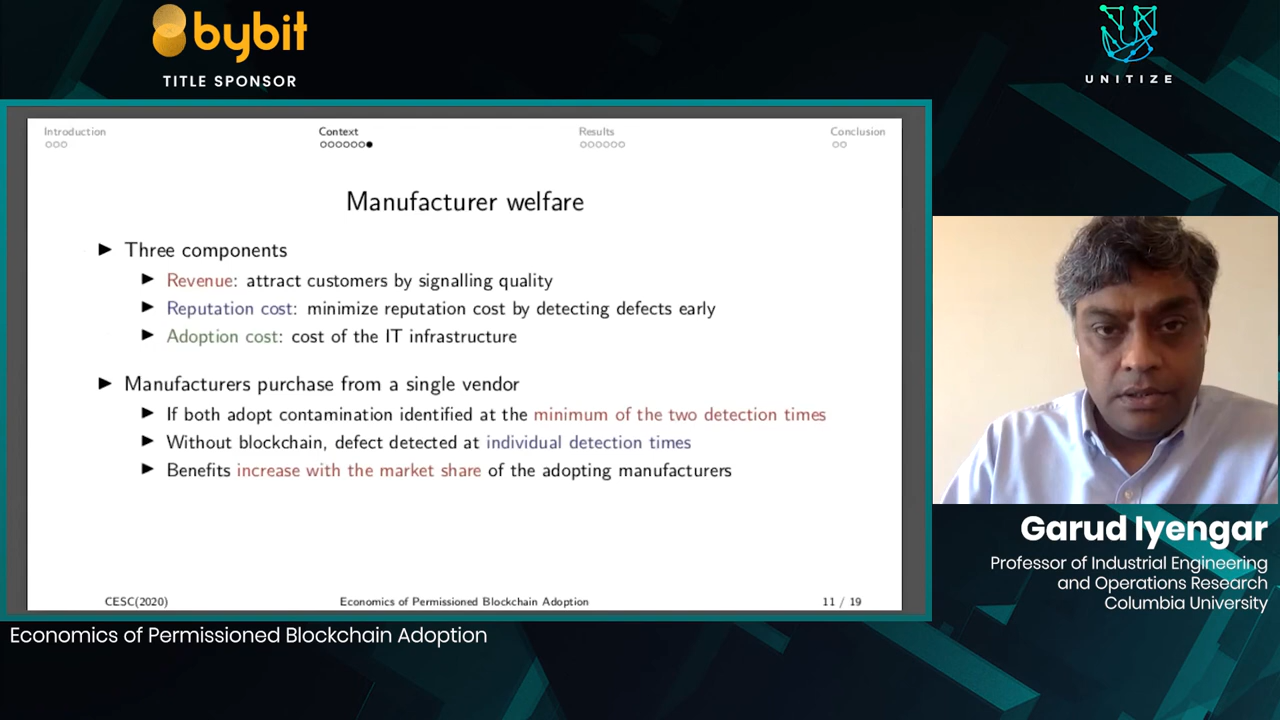 bybit
TITLE SPONSOR
UNITIZE
Introduction
Context
Results
Conclusion
Manufacturer welfare
Three components
Revenue: attract customers by signalling quality
Reputation cost: minimize reputation cost by detecting defects early
Adoption cost: cost of the IT infrastructure
Manufacturers purchase from a single vendor
If both adopt contamination identified at the minimum of the two detection times
Without blockchain, defect detected at individual detection times
Benefits increase with the market share of the adopting manufacturers
CESC(2020)
Economics of Permissioned Blockchain Adoption
11 / 19
Garud Iyengar
Professor of Industrial Engineering
and Operations Research
Columbia University
Economics of Permissioned Blockchain Adoption